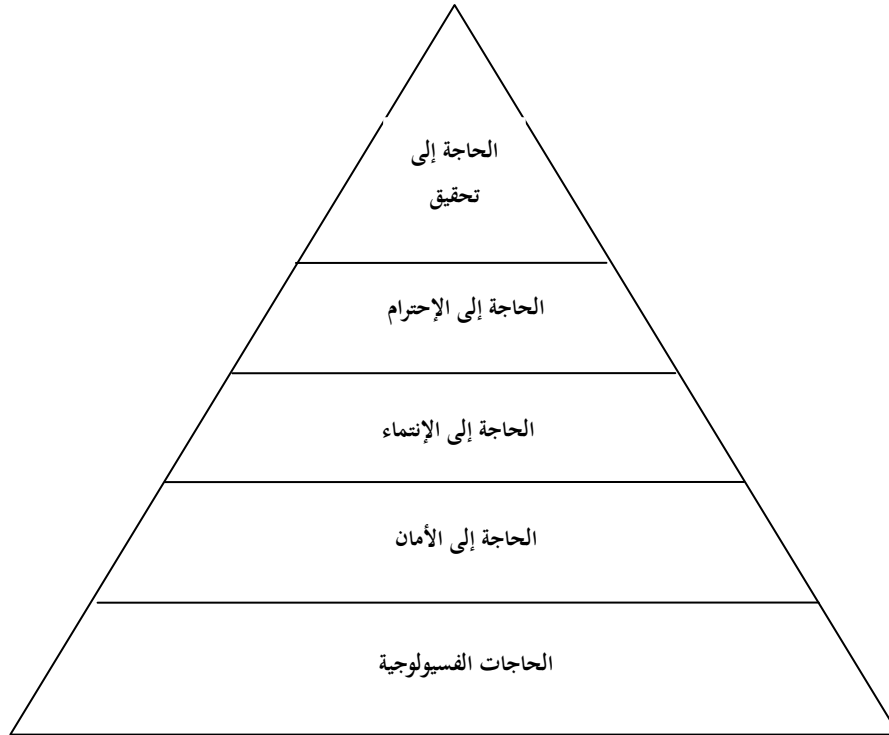 الحاجة إلى
تحقيق
الحاجة إلى الإحترام
الحاجة إلى الإنتماء
الحاجة إلى الأمان
الحاجات الفسيولوجية